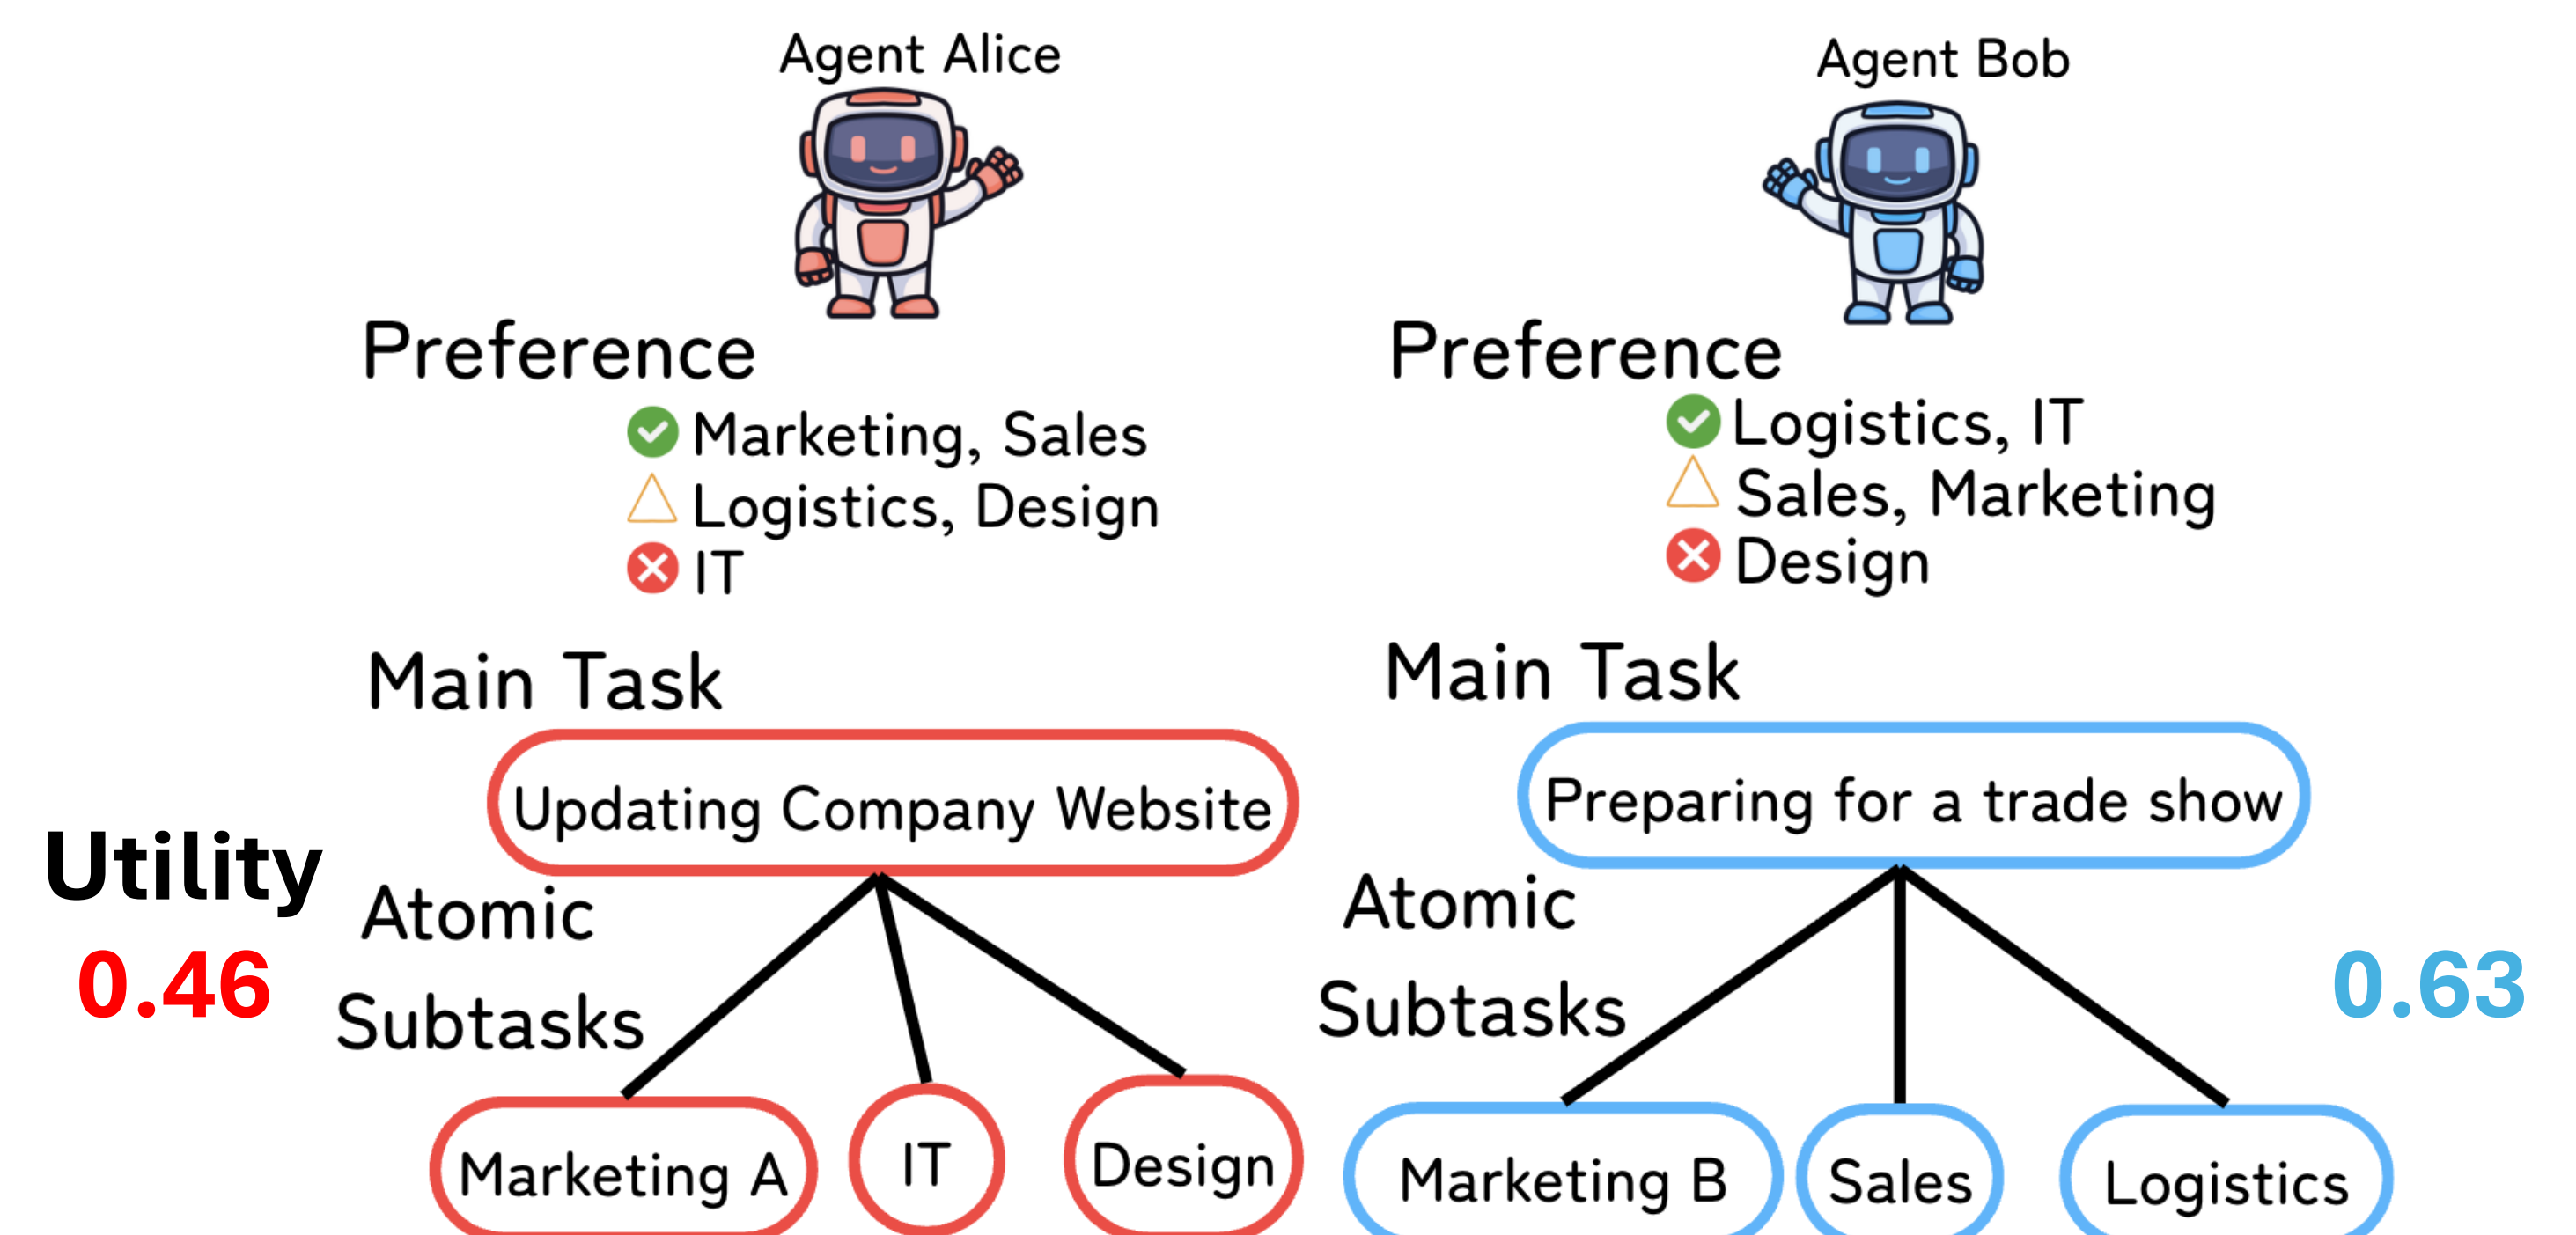 Agent Alice
Preference
Marketing, Sales
Logistics, Design
IT
Main Task
Updating Company Website
Utility
0.46
Atomic
Subtasks
Marketing A
IT
Design
Agent Bob
Preference
Logistics, IT
Sales, Marketing
Design
Main Task
Preparing for a trade show
Atomic
Subtasks
0.63
Marketing B
Sales
Logistics